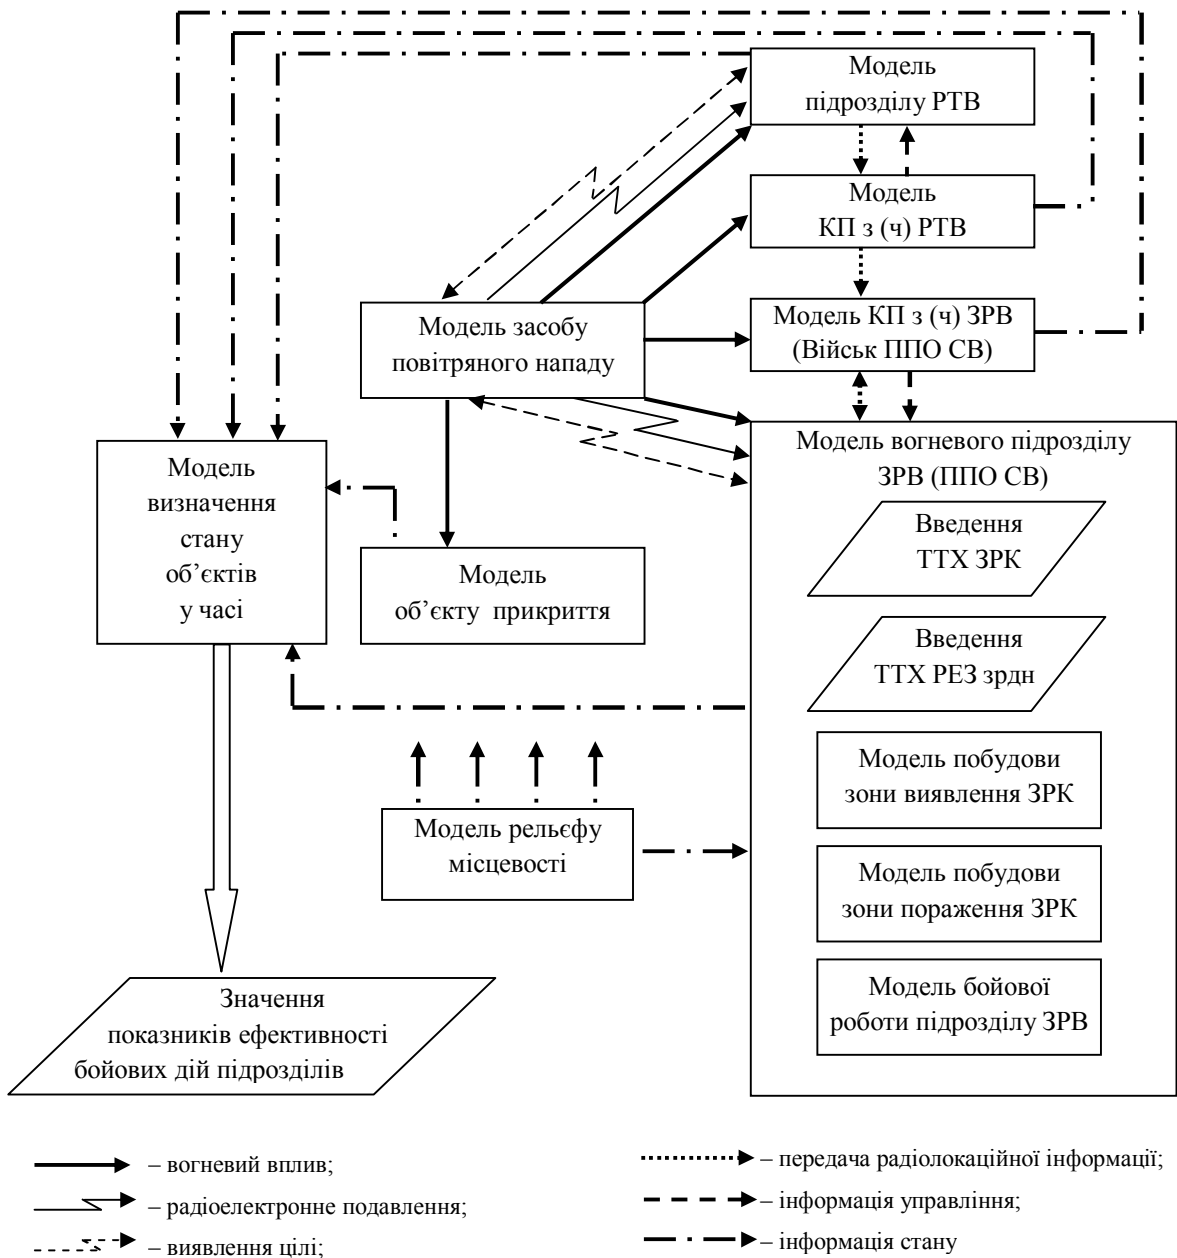 Модель
підрозділу РТВ
Модель
КП з (ч) РТВ
Модель засобу
повітряного нападу
Модель КП з (ч) ЗРВ
(Військ ППО СВ)
Модель
визначення
стану
об’єктів
у часі
Модель
об’єкту прикриття
Модель вогневого підрозділу
ЗРВ (ППО СВ)
Введення
ТТХ ЗРК
Введення
ТТХ РЕЗ зрдн
Модель побудови
зони виявлення ЗРК
Модель рельєфу
місцевості
Модель побудови
зони пораження ЗРК
Модель бойової
роботи підрозділу ЗРВ
Значення
показників ефективності
бойових дій підрозділів
– вогневий вплив;
– радіоелектронне подавлення;
– виявлення цілі;
– передача радіолокаційної інформації;
– інформація управління;
– інформація стану